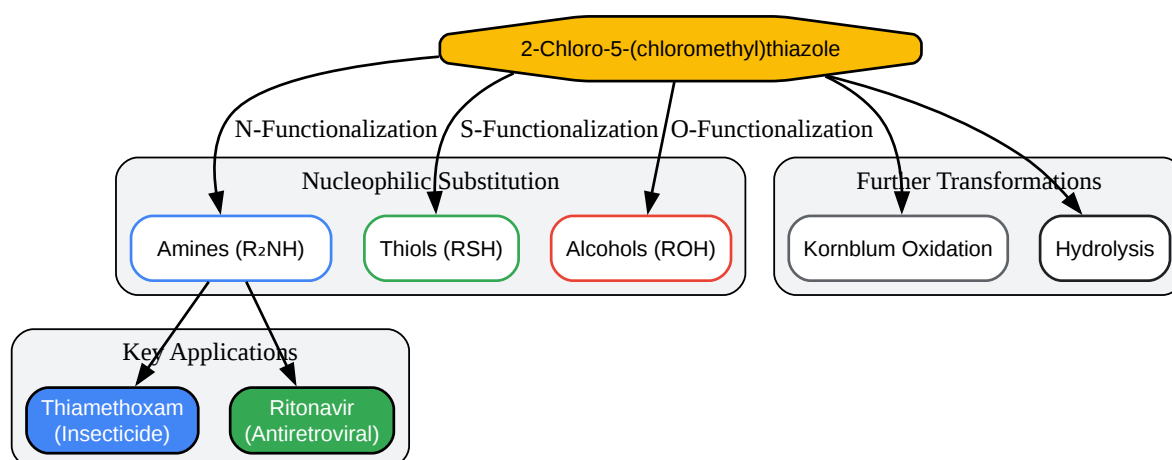 2-Chloro-5-(chloromethyl)thiazole
N-Functionalization
S-Functionalization
O-Functionalization
Nucleophilic Substitution
Further Transformations
Amines (R₂NH)
Thiols (RSH)
Alcohols (ROH)
Kornblum Oxidation
Hydrolysis
Key Applications
Thiamethoxam
(Insecticide)
Ritonavir
(Antiretroviral)